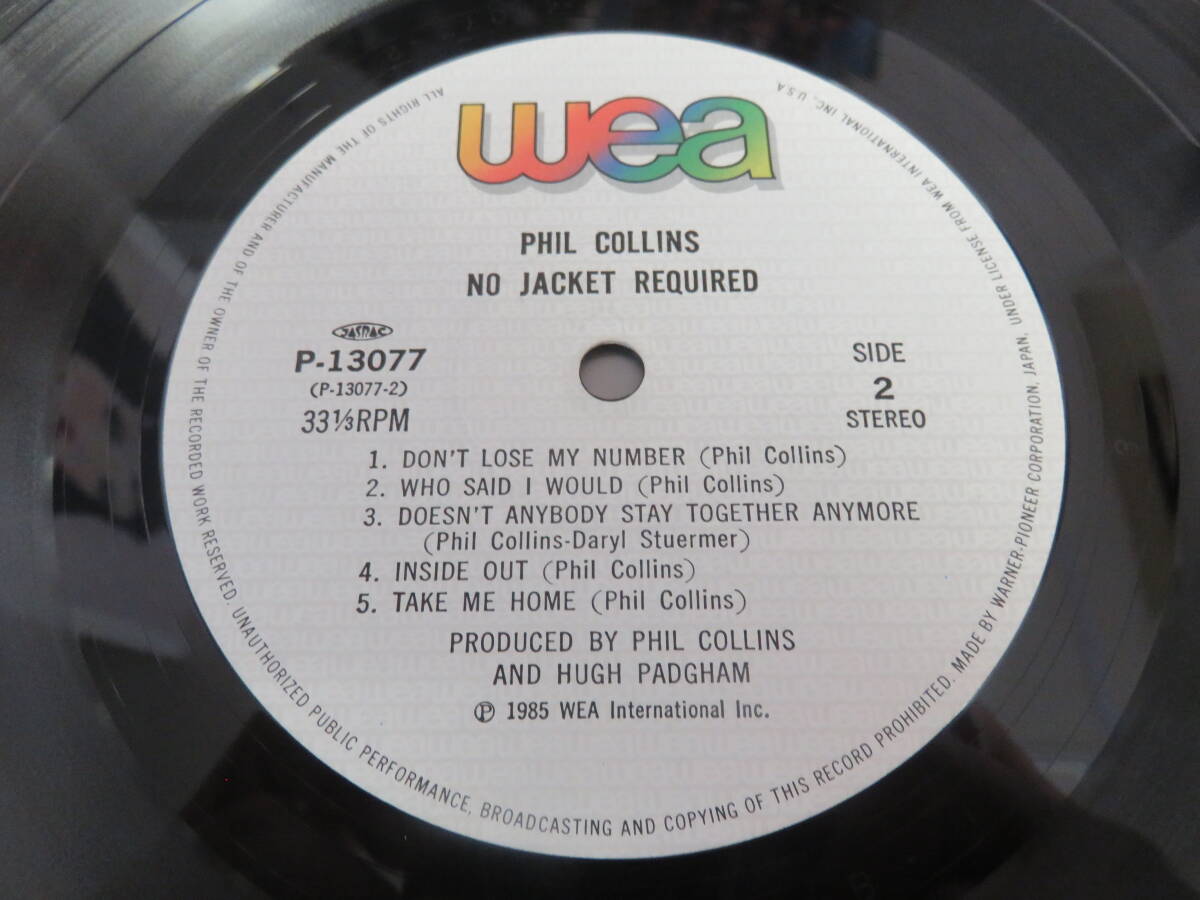 wea
PHIL COLLINS
NO JACKET REQUIRED
JASRAC
P-13077
(P-13077-2)
33 1/3 RPM
SIDE
2
STEREO
1. DON'T LOSE MY NUMBER (Phil Collins)
2. WHO SAID I WOULD (Phil Collins)
3. DOESN'T ANYBODY STAY TOGETHER ANYMORE
(Phil Collins-Daryl Stuermer)
4. INSIDE OUT (Phil Collins)
5. TAKE ME HOME (Phil Collins)
PRODUCED BY PHIL COLLINS
AND HUGH PADGHAM
℗ 1985 WEA International Inc.
ALL RIGHTS OF THE MANUFACTURER AND OF THE OWNER OF THE RECORDED WORK RESERVED. UNAUTHORIZED PUBLIC PERFORMANCE, BROADCASTING AND COPYING OF THIS RECORD PROHIBITED. MADE BY WARNER-PIONEER CORPORATION, JAPAN, UNDER LICENSE FROM WEA INTERNATIONAL INC., U.S.A